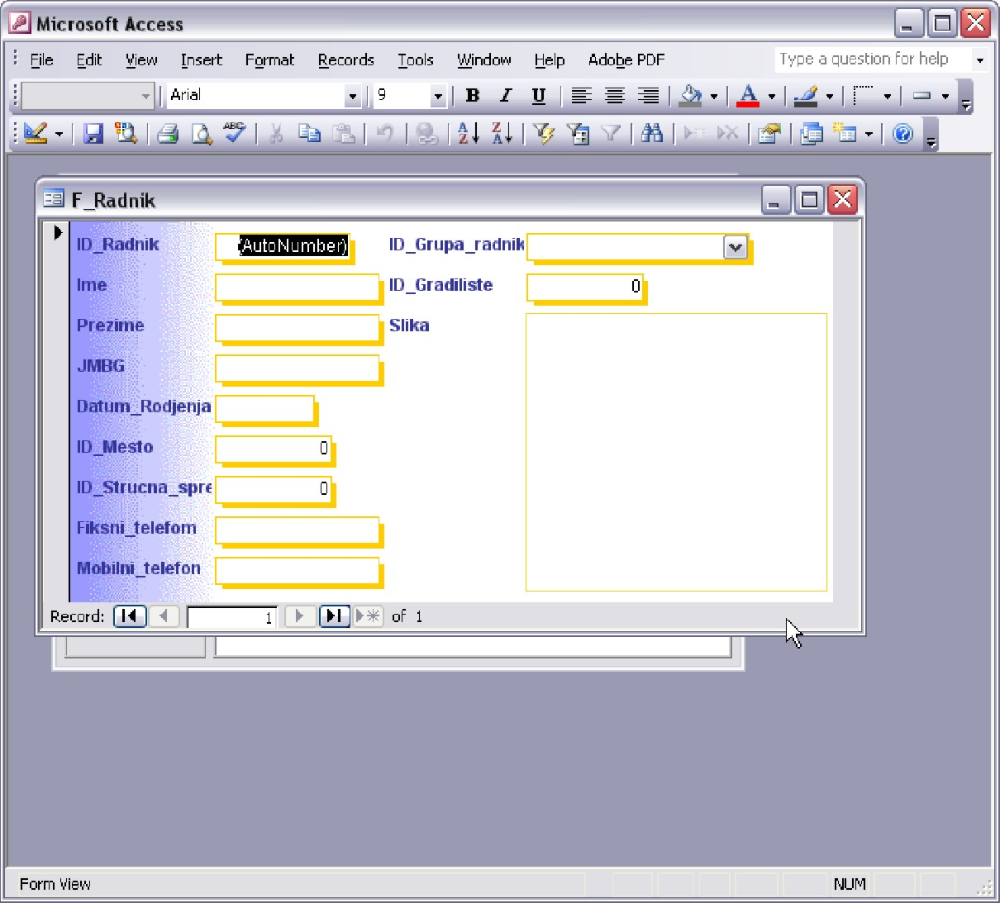 Microsoft Access
File Edit View Insert Format Records Tools Window Help Adobe PDF Type a question for help
Arial 9 B I U A
ABC A Z Z A
F_Radnik
ID_Radnik (AutoNumber) ID_Grupa_radnik
Ime ID_Gradiliste 0
Prezime Slika
JMBG
Datum_Rodjenja
ID_Mesto 0
ID_Strucna_spre 0
Fiksni_telefom
Mobilni_telefon
Record: 1 of 1
Form View NUM